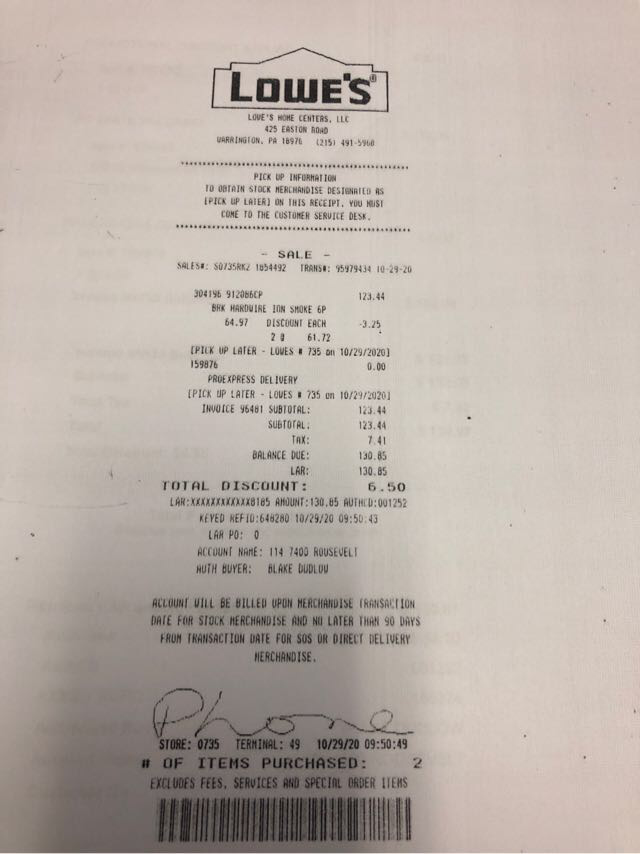 LOWE'S®
LOWE'S HOME CENTERS, LLC
425 EASTON ROAD
WARRINGTON, PA 18976 (215) 491-5960
PICK UP INFORMATION
TO OBTAIN STOCK MERCHANDISE DESIGNATED AS
[PICK UP LATER] ON THIS RECEIPT, YOU MUST
COME TO THE CUSTOMER SERVICE DESK.
- SALE -
SALES#: S0735RK2 1854492 TRANS#: 95979434 10-29-20
304196 9120B6CP 123.44
BRK HARDWIRE ION SMOKE 6P
64.97 DISCOUNT EACH -3.25
2 @ 61.72
[PICK UP LATER - LOWES # 735 on 10/29/2020]
159876 0.00
PROEXPRESS DELIVERY
[PICK UP LATER - LOWES # 735 on 10/29/2020]
INVOICE 96481 SUBTOTAL: 123.44
SUBTOTAL: 123.44
TAX: 7.41
BALANCE DUE: 130.85
LAR: 130.85
TOTAL DISCOUNT: 6.50
LAR:XXXXXXXXXXXX8185 AMOUNT:130.85 AUTHCD:001252
KEYED REFID:648280 10/29/20 09:50:43
LAR PO: 0
ACCOUNT NAME: 114 7400 ROOSEVELT
AUTH BUYER: BLAKE DUDLOW
ACCOUNT WILL BE BILLED UPON MERCHANDISE TRANSACTION
DATE FOR STOCK MERCHANDISE AND NO LATER THAN 90 DAYS
FROM TRANSACTION DATE FOR SOS OR DIRECT DELIVERY
MERCHANDISE.
Phone
STORE: 0735 TERMINAL: 49 10/29/20 09:50:49
# OF ITEMS PURCHASED: 2
EXCLUDES FEES, SERVICES AND SPECIAL ORDER ITEMS